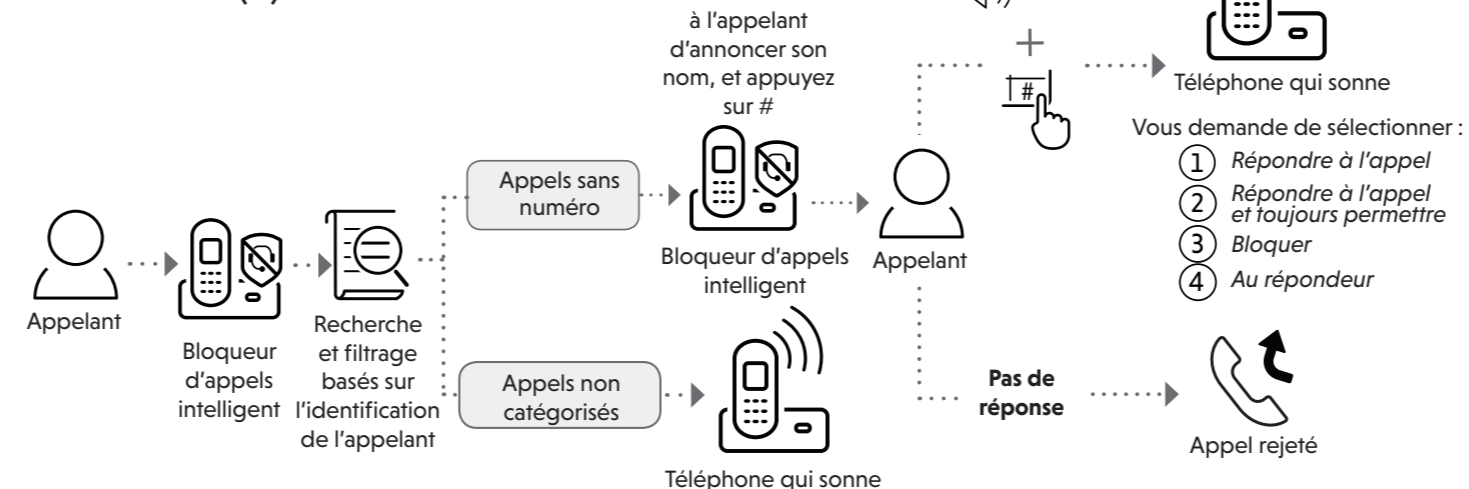 à l'appelant
d'annoncer son
nom, et appuyez
sur #
#
Téléphone qui sonne
Vous demande de sélectionner :
1 Répondre à l'appel
2 Répondre à l'appel
et toujours permettre
3 Bloquer
4 Au répondeur
Appels sans
numéro
Bloqueur d'appels
intelligent
Appelant
Appelant
Bloqueur
d'appels
intelligent
Recherche
et filtrage
basés sur
l'identification
de l'appelant
Appels non
catégorisés
Téléphone qui sonne
Pas de
réponse
Appel rejeté